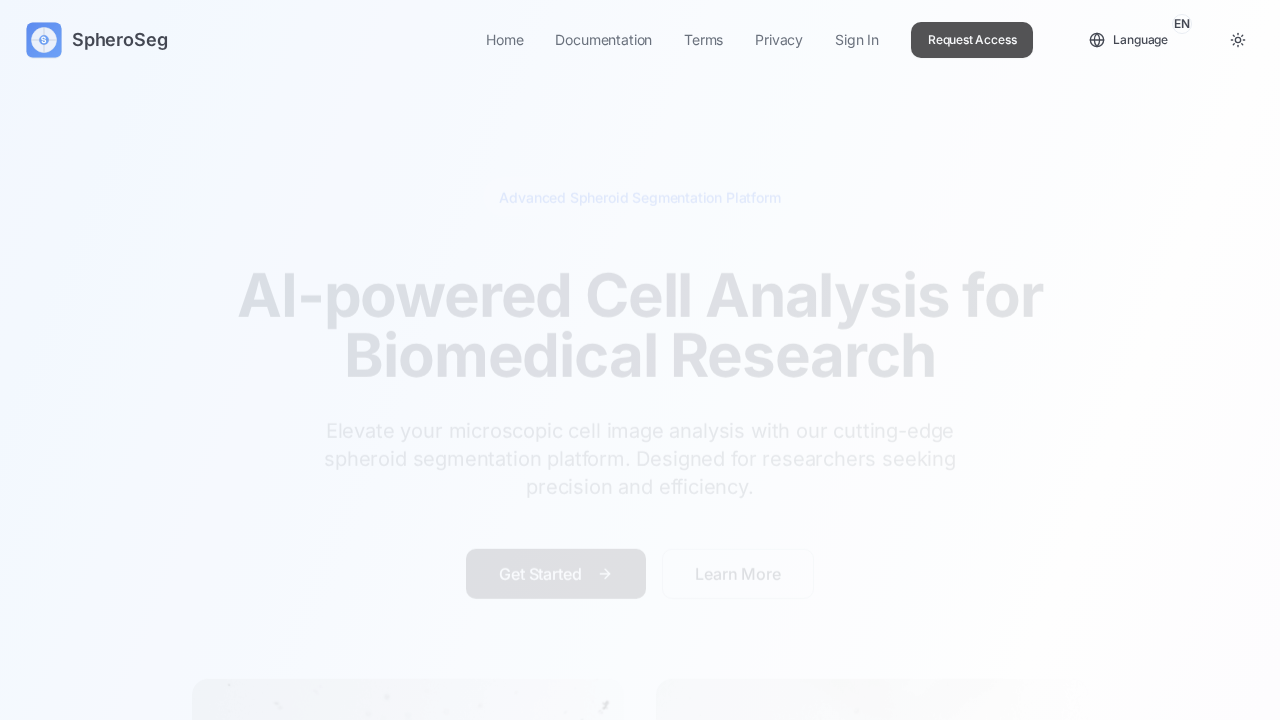 SpheroSeg
Home
Documentation
Terms
Privacy
Sign In
Request Access
Language
EN
Advanced Spheroid Segmentation Platform
AI-powered Cell Analysis for
Biomedical Research
Elevate your microscopic cell image analysis with our cutting-edge
spheroid segmentation platform. Designed for researchers seeking
precision and efficiency.
Get Started
Learn More